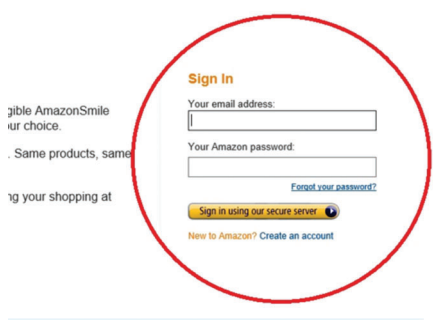 Sign In
Your email address:
gible AmazonSmile
ur choice.
. Same products, same
Your Amazon password:
Forgot your password?
ng your shopping at
Sign in using our secure server
New to Amazon? Create an account